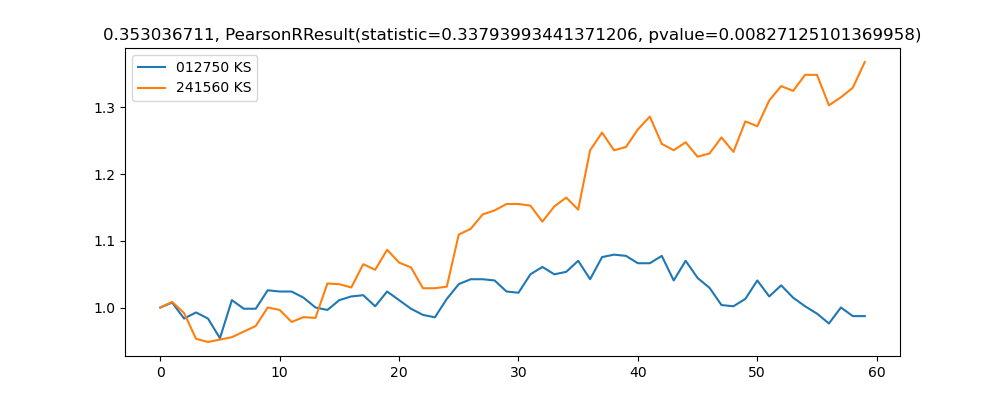 0.353036711, PearsonRResult(statistic=0.33793993441371206, pvalue=0.00827125101369958)
012750 KS
241560 KS
1.3
1.2
1.1
1.0
0 10 20 30 40 50 60